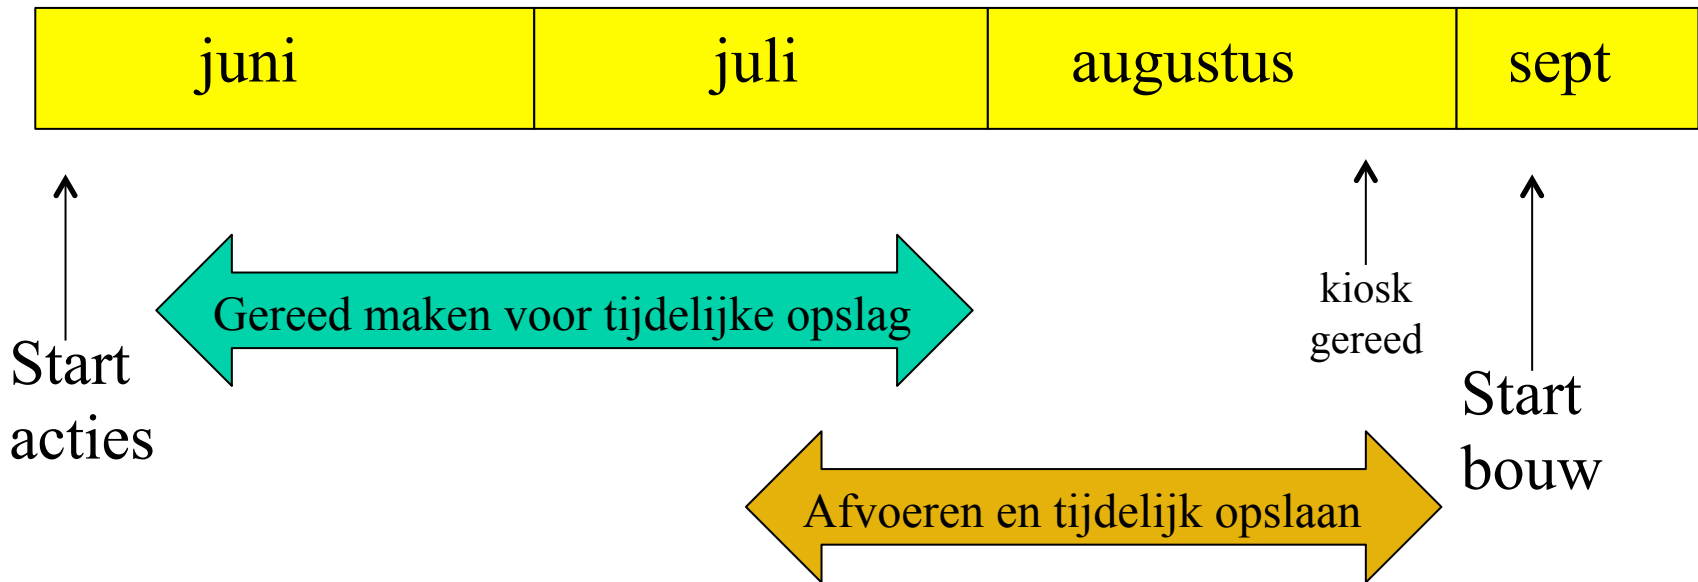 juni
juli
augustus
sept
Gereed maken voor tijdelijke opslag
kiosk
gereed
Start
acties
Start
bouw
Afvoeren en tijdelijk opslaan